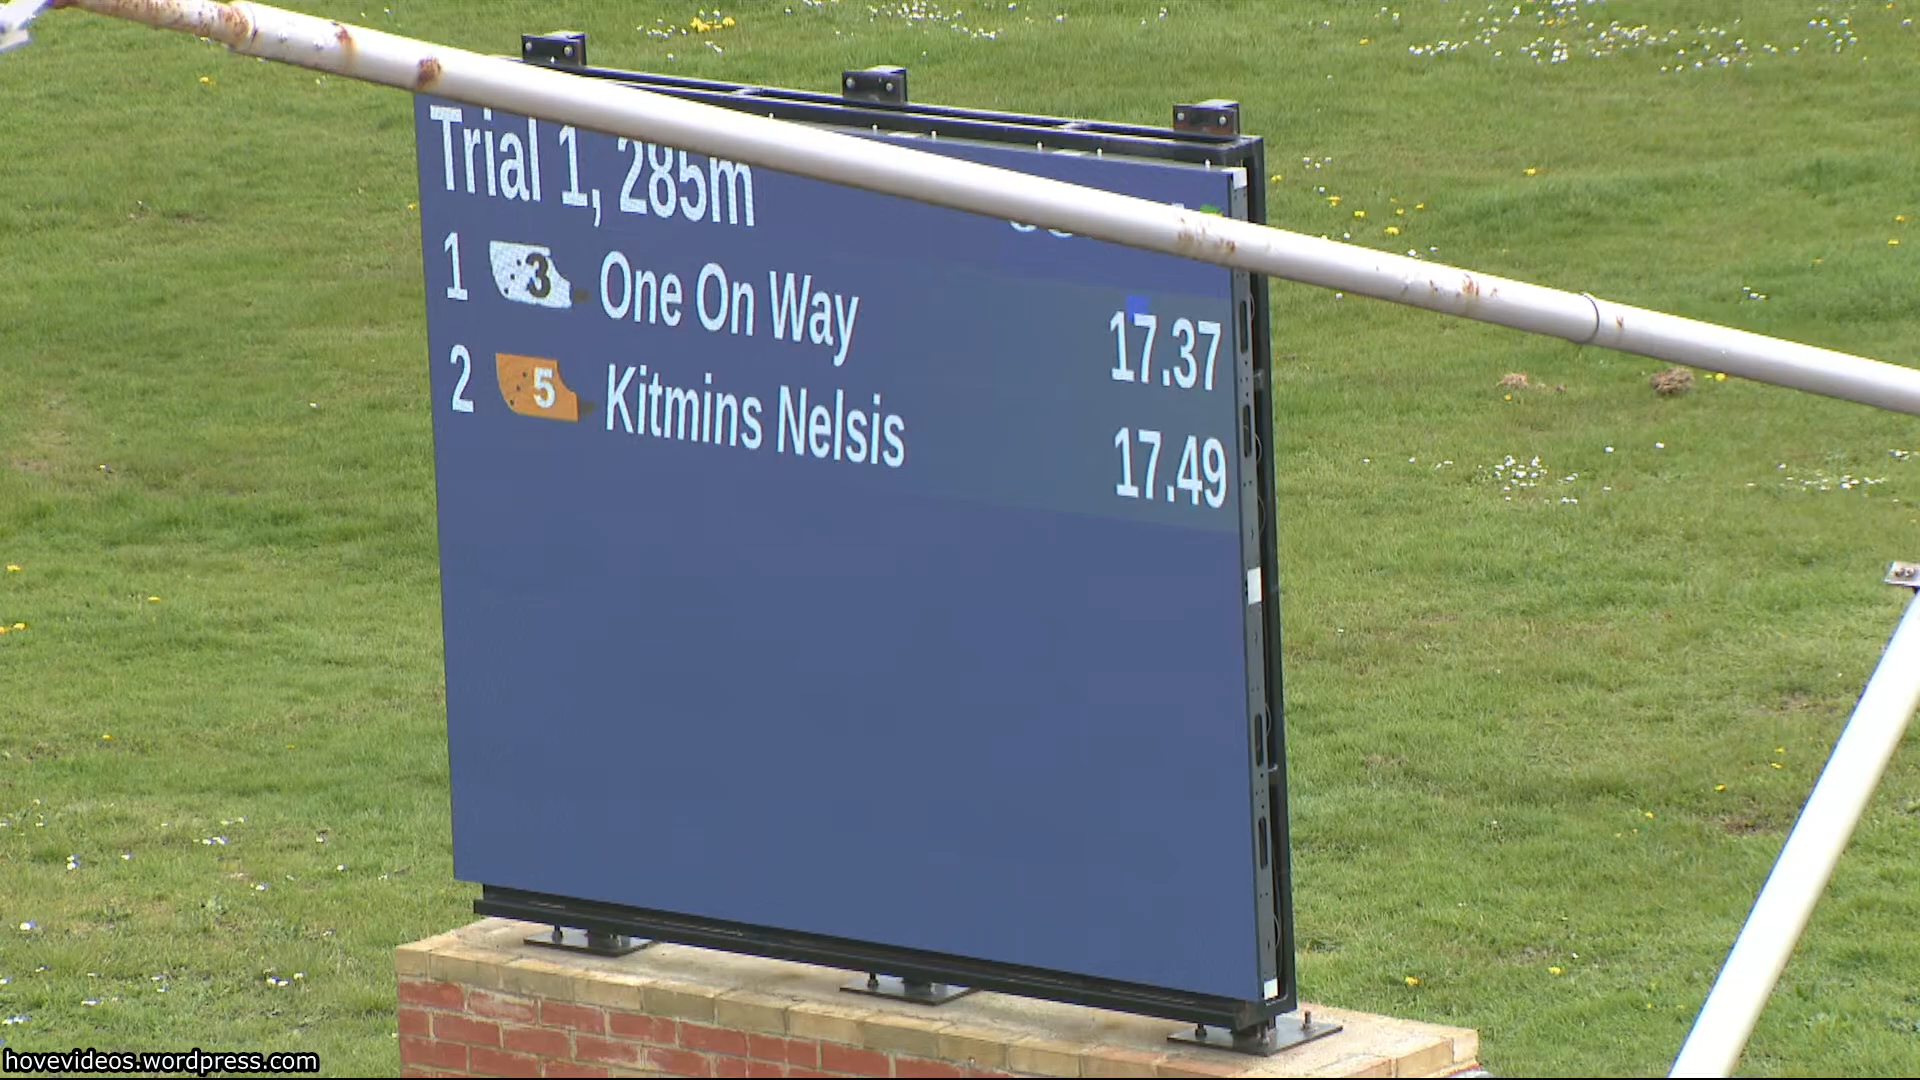 Trial 1, 285m
1 3 One On Way 17.37
2 5 Kitmins Nelsis 17.49
hovevideos.wordpress.com